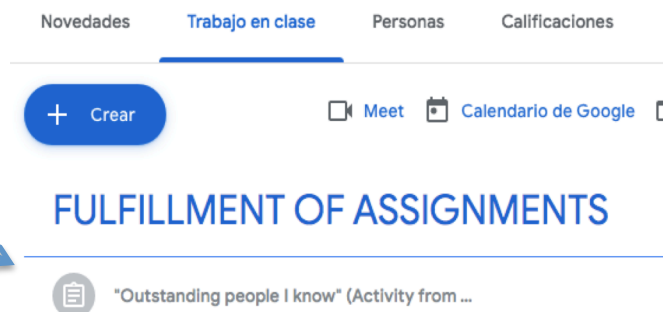 Novedades Trabajo en clase Personas Calificaciones
+ Crear Meet Calendario de Google
FULFILLMENT OF ASSIGNMENTS
"Outstanding people I know" (Activity from ...